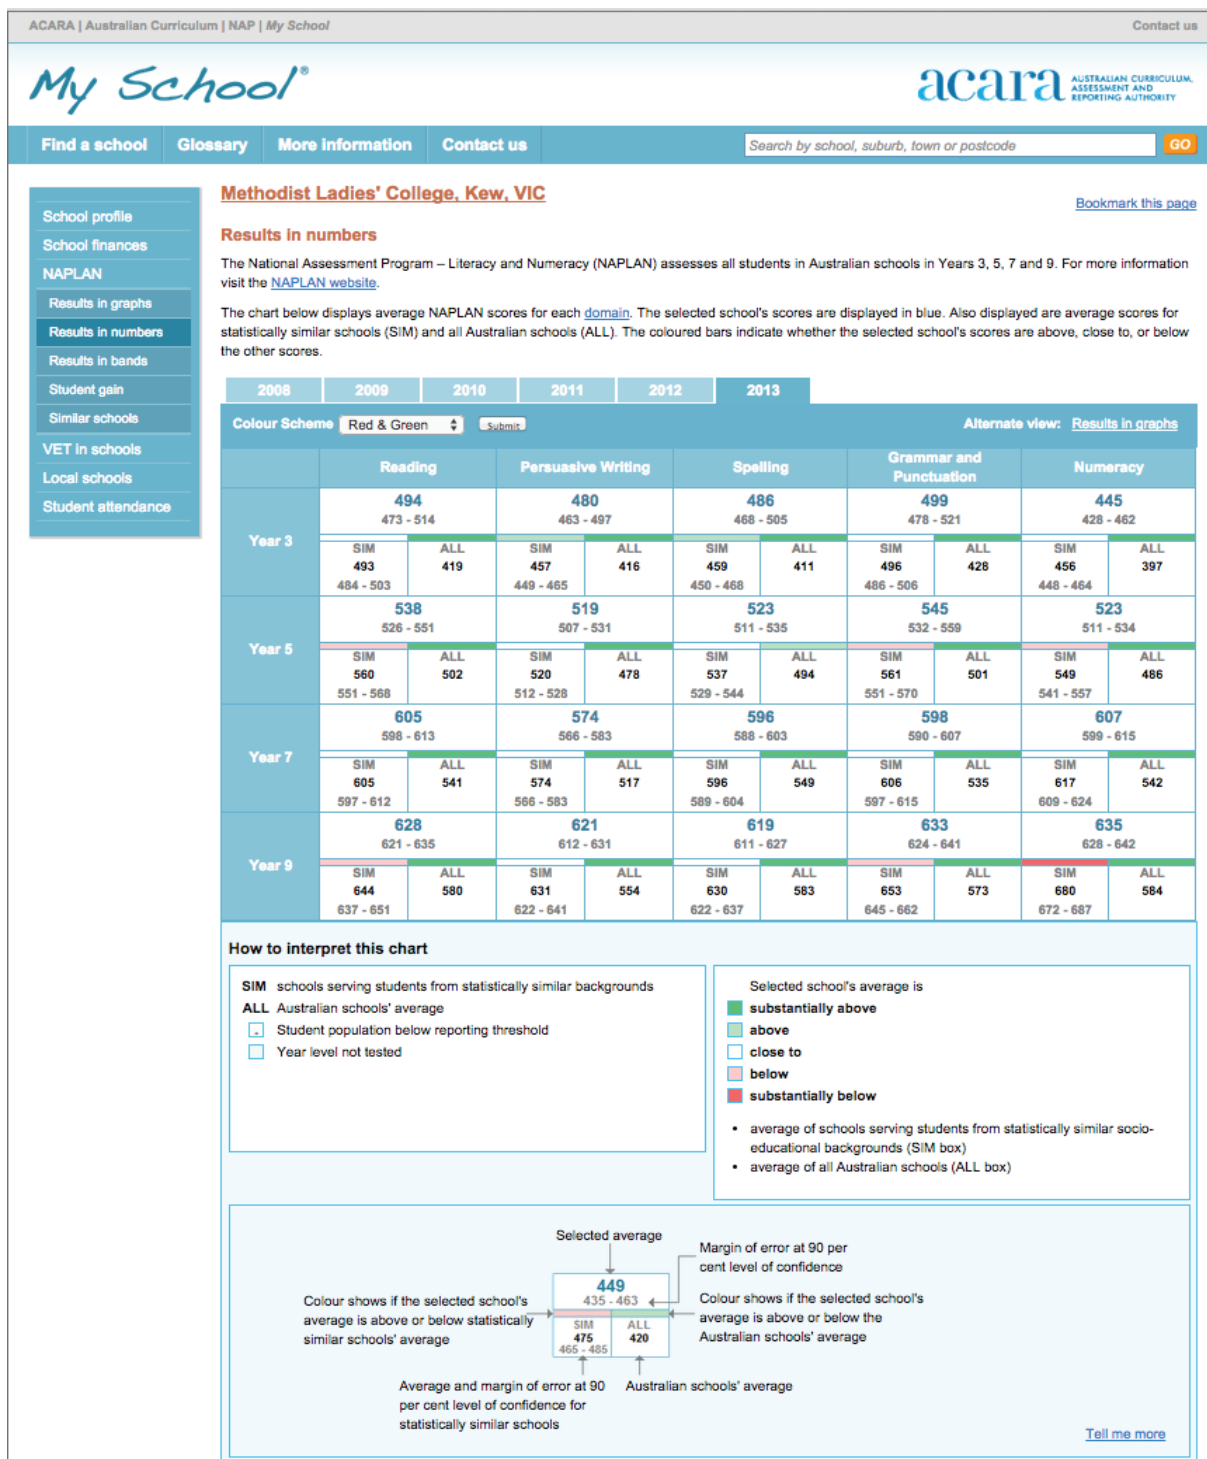 ACARA | Australian Curriculum | NAP | My School
Contact us
My School®
acara AUSTRALIAN CURRICULUM, ASSESSMENT AND REPORTING AUTHORITY
Find a school Glossary More information Contact us
Search by school, suburb, town or postcode GO
School profile
School finances
NAPLAN
Results in graphs
Results in numbers
Results in bands
Student gain
Similar schools
VET in schools
Local schools
Student attendance
Methodist Ladies' College, Kew, VIC
Bookmark this page
Results in numbers
The National Assessment Program – Literacy and Numeracy (NAPLAN) assesses all students in Australian schools in Years 3, 5, 7 and 9. For more information
visit the NAPLAN website.
The chart below displays average NAPLAN scores for each domain. The selected school's scores are displayed in blue. Also displayed are average scores for
statistically similar schools (SIM) and all Australian schools (ALL). The coloured bars indicate whether the selected school's scores are above, close to, or below
the other scores.
2008 2009 2010 2011 2012 2013
Colour Scheme Red & Green Submit Alternate view: Results in graphs
Reading Persuasive Writing Spelling Grammar and Punctuation Numeracy
Year 3
494 480 486 499 445
473 - 514 463 - 497 468 - 505 478 - 521 428 - 462
SIM ALL SIM ALL SIM ALL SIM ALL SIM ALL
493 419 457 416 459 411 496 428 456 397
484 - 503 449 - 465 450 - 468 486 - 506 448 - 464
Year 5
538 519 523 545 523
526 - 551 507 - 531 511 - 535 532 - 559 511 - 534
SIM ALL SIM ALL SIM ALL SIM ALL SIM ALL
560 502 520 478 537 494 561 501 549 486
551 - 568 512 - 528 529 - 544 551 - 570 541 - 557
Year 7
605 574 596 598 607
598 - 613 566 - 583 588 - 603 590 - 607 599 - 615
SIM ALL SIM ALL SIM ALL SIM ALL SIM ALL
605 541 574 517 596 549 606 535 617 542
597 - 612 566 - 583 589 - 604 597 - 615 609 - 624
Year 9
628 621 619 633 635
621 - 635 612 - 631 611 - 627 624 - 641 628 - 642
SIM ALL SIM ALL SIM ALL SIM ALL SIM ALL
644 580 631 554 630 583 653 573 680 584
637 - 651 622 - 641 622 - 637 645 - 662 672 - 687
How to interpret this chart
SIM schools serving students from statistically similar backgrounds
ALL Australian schools' average
- Student population below reporting threshold
Year level not tested
Selected school's average is
substantially above
above
close to
below
substantially below
• average of schools serving students from statistically similar socio-
educational backgrounds (SIM box)
• average of all Australian schools (ALL box)
Selected average
Margin of error at 90 per
cent level of confidence
449
435 - 463
SIM ALL
475 420
465 - 485
Colour shows if the selected school's
average is above or below statistically
similar schools' average
Colour shows if the selected school's
average is above or below the
Australian schools' average
Average and margin of error at 90
per cent level of confidence for
statistically similar schools
Australian schools' average
Tell me more